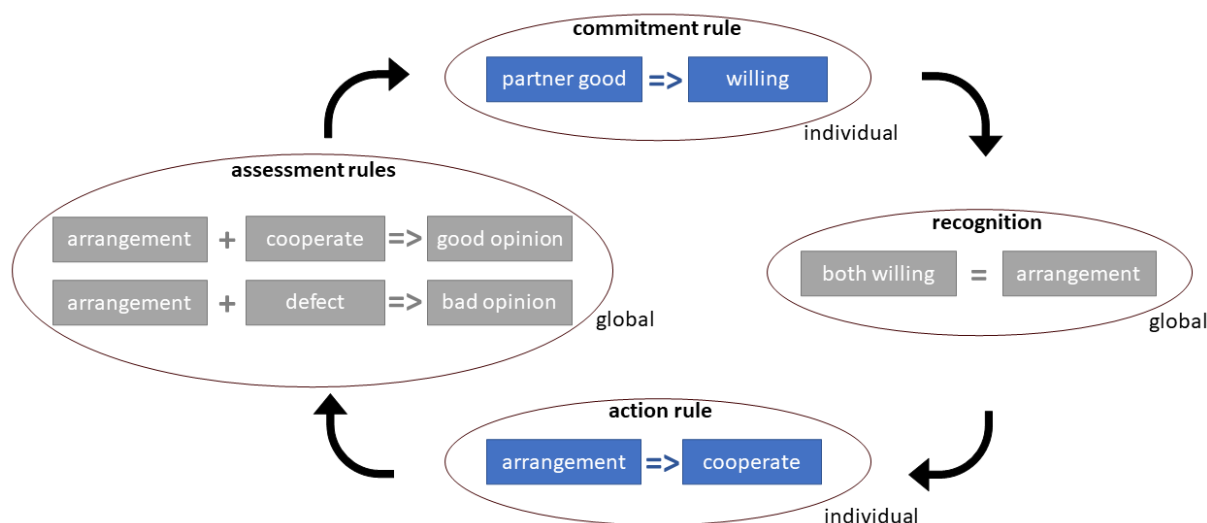 commitment rule
partner good => willing
individual
assessment rules
arrangement + cooperate => good opinion
arrangement + defect => bad opinion
global
recognition
both willing = arrangement
global
action rule
arrangement => cooperate
individual